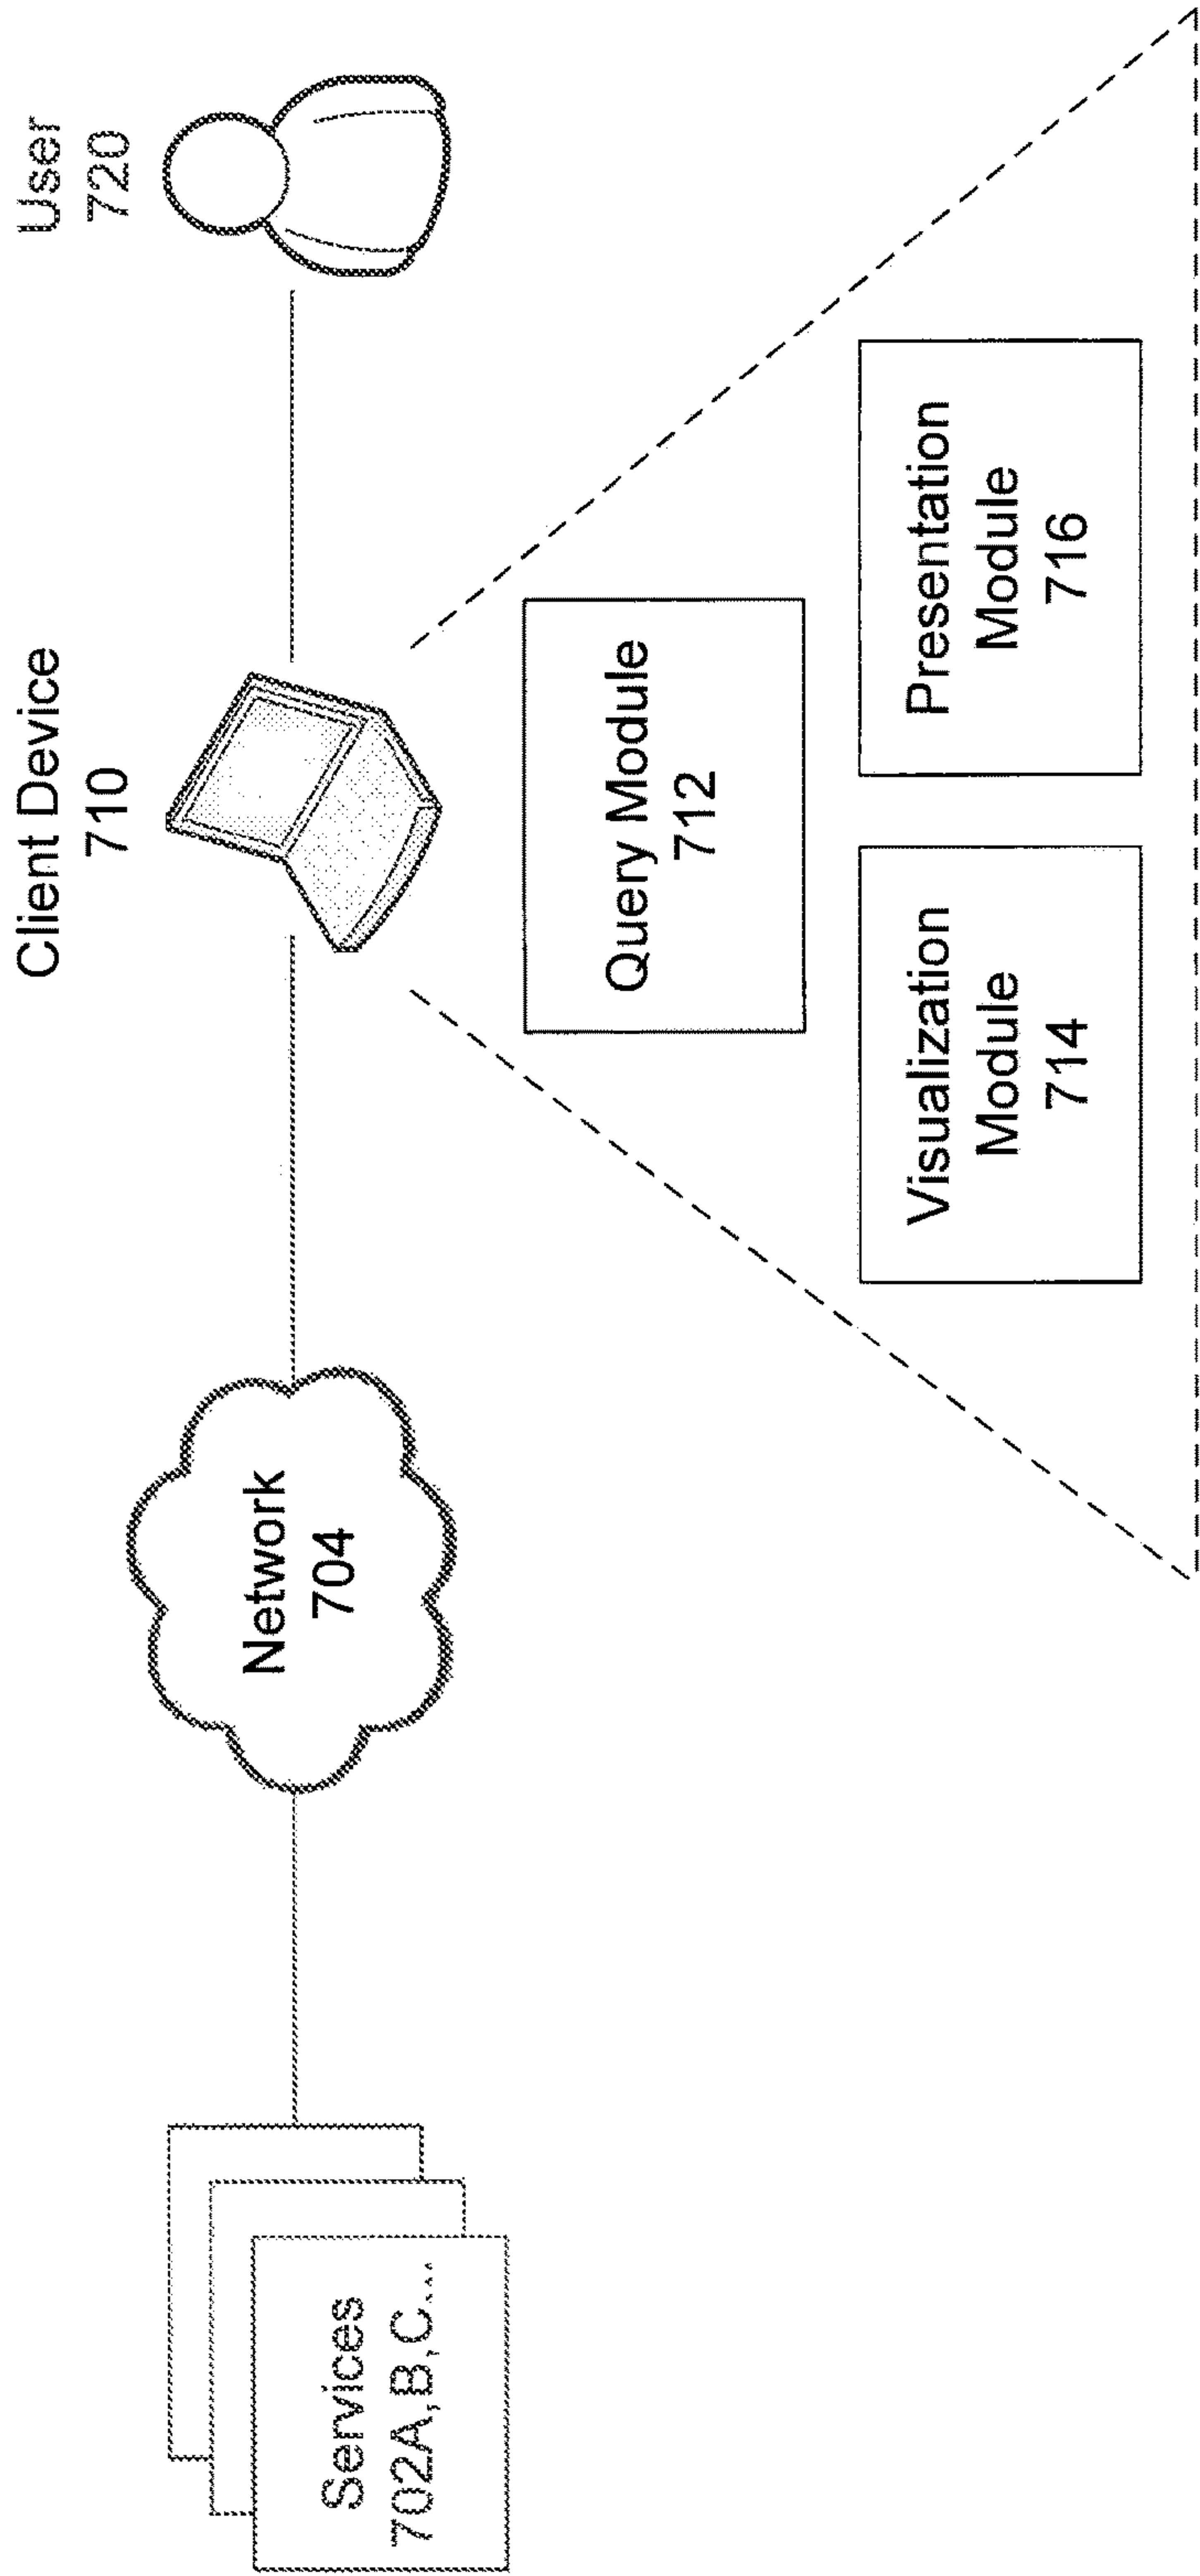 Client Device
710
User
720
Network
704
Services
702A,B,C...
Query Module
712
Visualization
Module
714
Presentation
Module
716